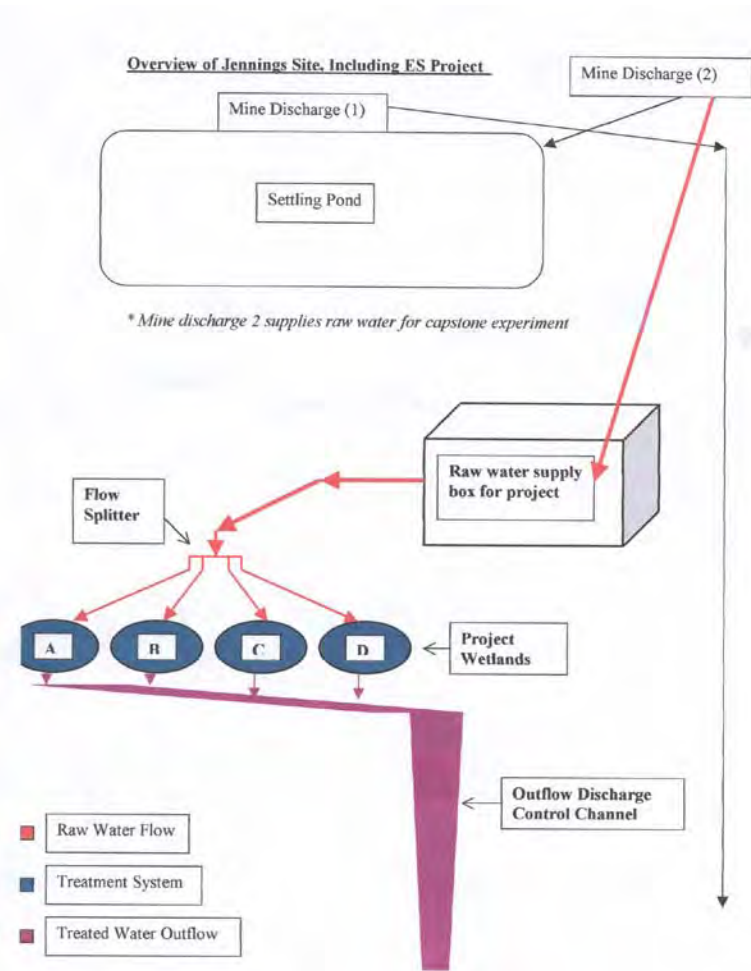 Overview of Jennings Site, Including ES Project
Mine Discharge (2)
Mine Discharge (1)
Settling Pond
* Mine discharge 2 supplies raw water for capstone experiment
Raw water supply
box for project
Flow
Splitter
A
B
C
D
Project
Wetlands
Outflow Discharge
Control Channel
Raw Water Flow
Treatment System
Treated Water Outflow